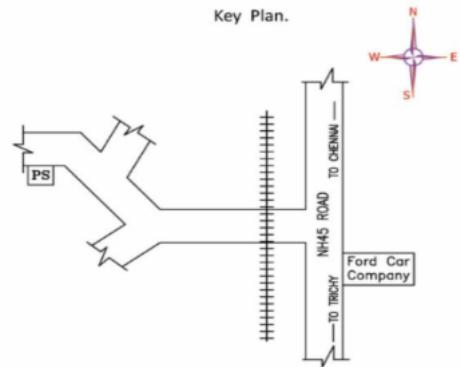 Key Plan.
N
W E
S
TO CHENNAI
PS
NH45 ROAD
Ford Car
Company
TO TRICHY